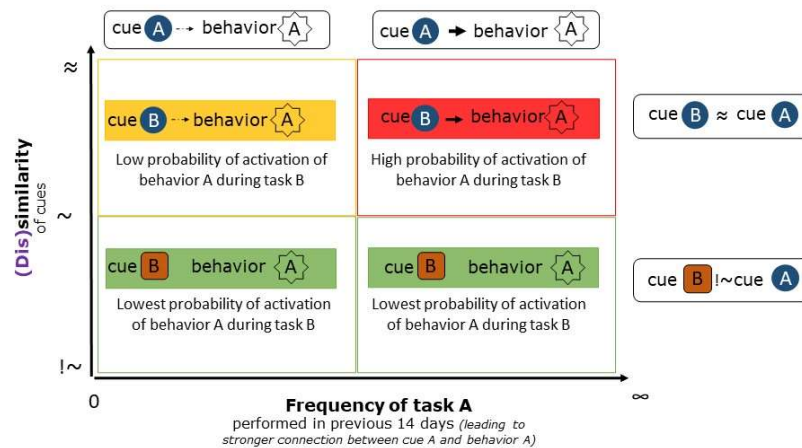 cue A behavior A
cue A behavior A
≈
cue B behavior A
Low probability of activation of
behavior A during task B
cue B behavior A
High probability of activation of
behavior A during task B
cue B ≈ cue A
~
(Dis)similarity
of cues
cue B behavior A
Lowest probability of activation
of behavior A during task B
cue B behavior A
Lowest probability of activation
of behavior A during task B
cue B !~cue A
!~
0
∞
Frequency of task A
performed in previous 14 days (leading to
stronger connection between cue A and behavior A)